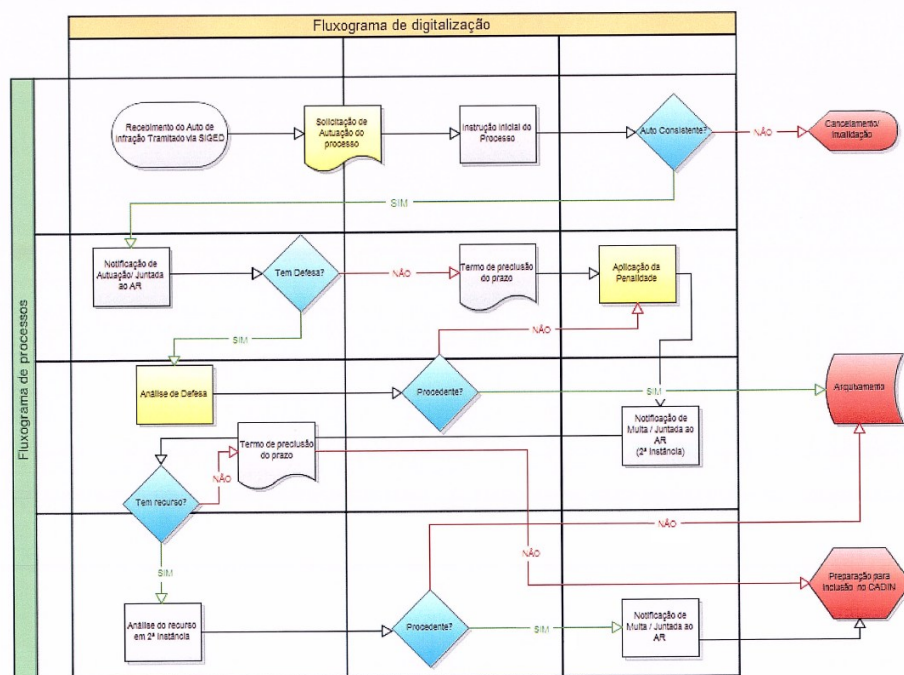 Fluxograma de digitalização
Fluxograma de processos
Recebimento do Auto de
Infração Tramitado via SIGED
Solicitação de
Autuação do
processo
Instrução Inicial do
Processo
Auto Consistente?
NÃO
Cancelamento/
Invalidação
SIM
Notificação de
Autuação/ Juntada
ao AR
Tem Defesa?
NÃO
Termo de preclusão
do prazo
Aplicação da
Penalidade
SIM
NÃO
Análise de Defesa
Procedente?
SIM
Arquivamento
Notificação de
Multa / Juntada ao
AR
(2ª Instância)
Termo de preclusão
do prazo
NÃO
Tem recurso?
NÃO
NÃO
SIM
Análise do recurso
em 2ª Instância
Procedente?
SIM
Notificação de
Multa / Juntada ao
AR
Preparação para
Inclusão no CADIN